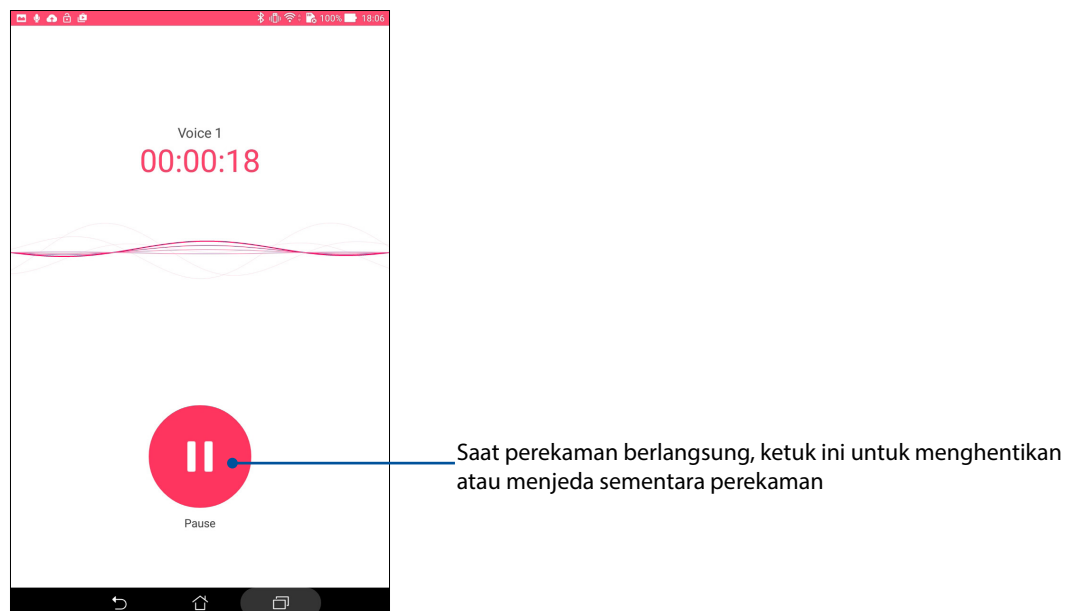 100% 18:06
Voice 1
00:00:18
Saat perekaman berlangsung, ketuk ini untuk menghentikan
atau menjeda sementara perekaman
Pause